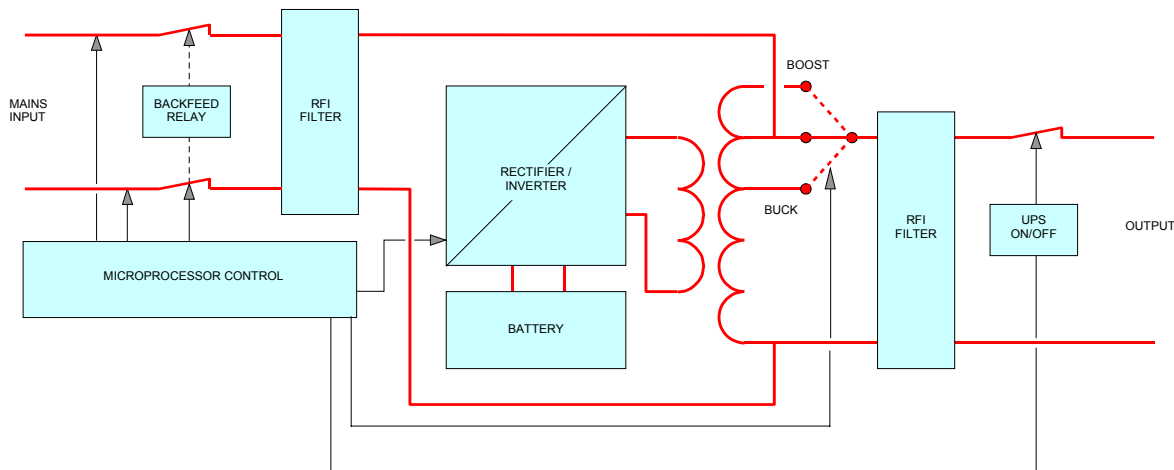 MAINS
INPUT
BACKFEED
RELAY
RFI
FILTER
RECTIFIER /
INVERTER
BATTERY
MICROPROCESSOR CONTROL
BOOST
BUCK
RFI
FILTER
UPS
ON/OFF
OUTPUT